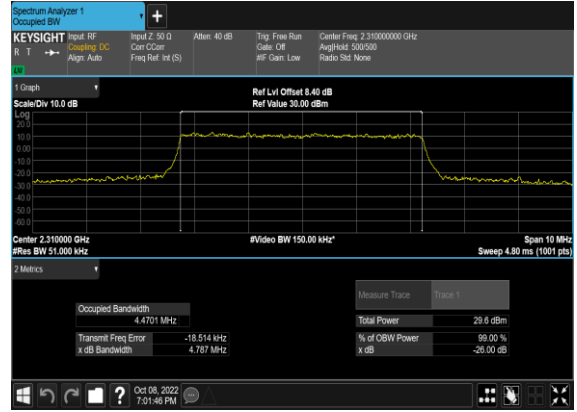 Spectrum Analyzer 1
Occupied BW
+
KEYSIGHT
R T
LM
Input: RF
Coupling: DC
Align: Auto
Input Z: 50 Ω
Corr CCorr
Freq Ref: Int (S)
Atten: 40 dB
Trig: Free Run
Gate: Off
#IF Gain: Low
Center Freq: 2.310000000 GHz
Avg|Hold: 500/500
Radio Std: None
1 Graph
Scale/Div 10.0 dB
Ref Lvl Offset 8.40 dB
Ref Value 30.00 dBm
Log
20.0
10.0
0.00
-10.0
-20.0
-30.0
-40.0
-50.0
-60.0
Center 2.310000 GHz
#Res BW 51.000 kHz
#Video BW 150.00 kHz*
Span 10 MHz
Sweep 4.80 ms (1001 pts)
2 Metrics
Measure Trace Trace 1
Occupied Bandwidth
4.4701 MHz
Total Power 29.6 dBm
Transmit Freq Error -18.514 kHz
% of OBW Power 99.00 %
x dB Bandwidth 4.787 MHz
x dB -26.00 dB
?
Oct 08, 2022
7:01:46 PM